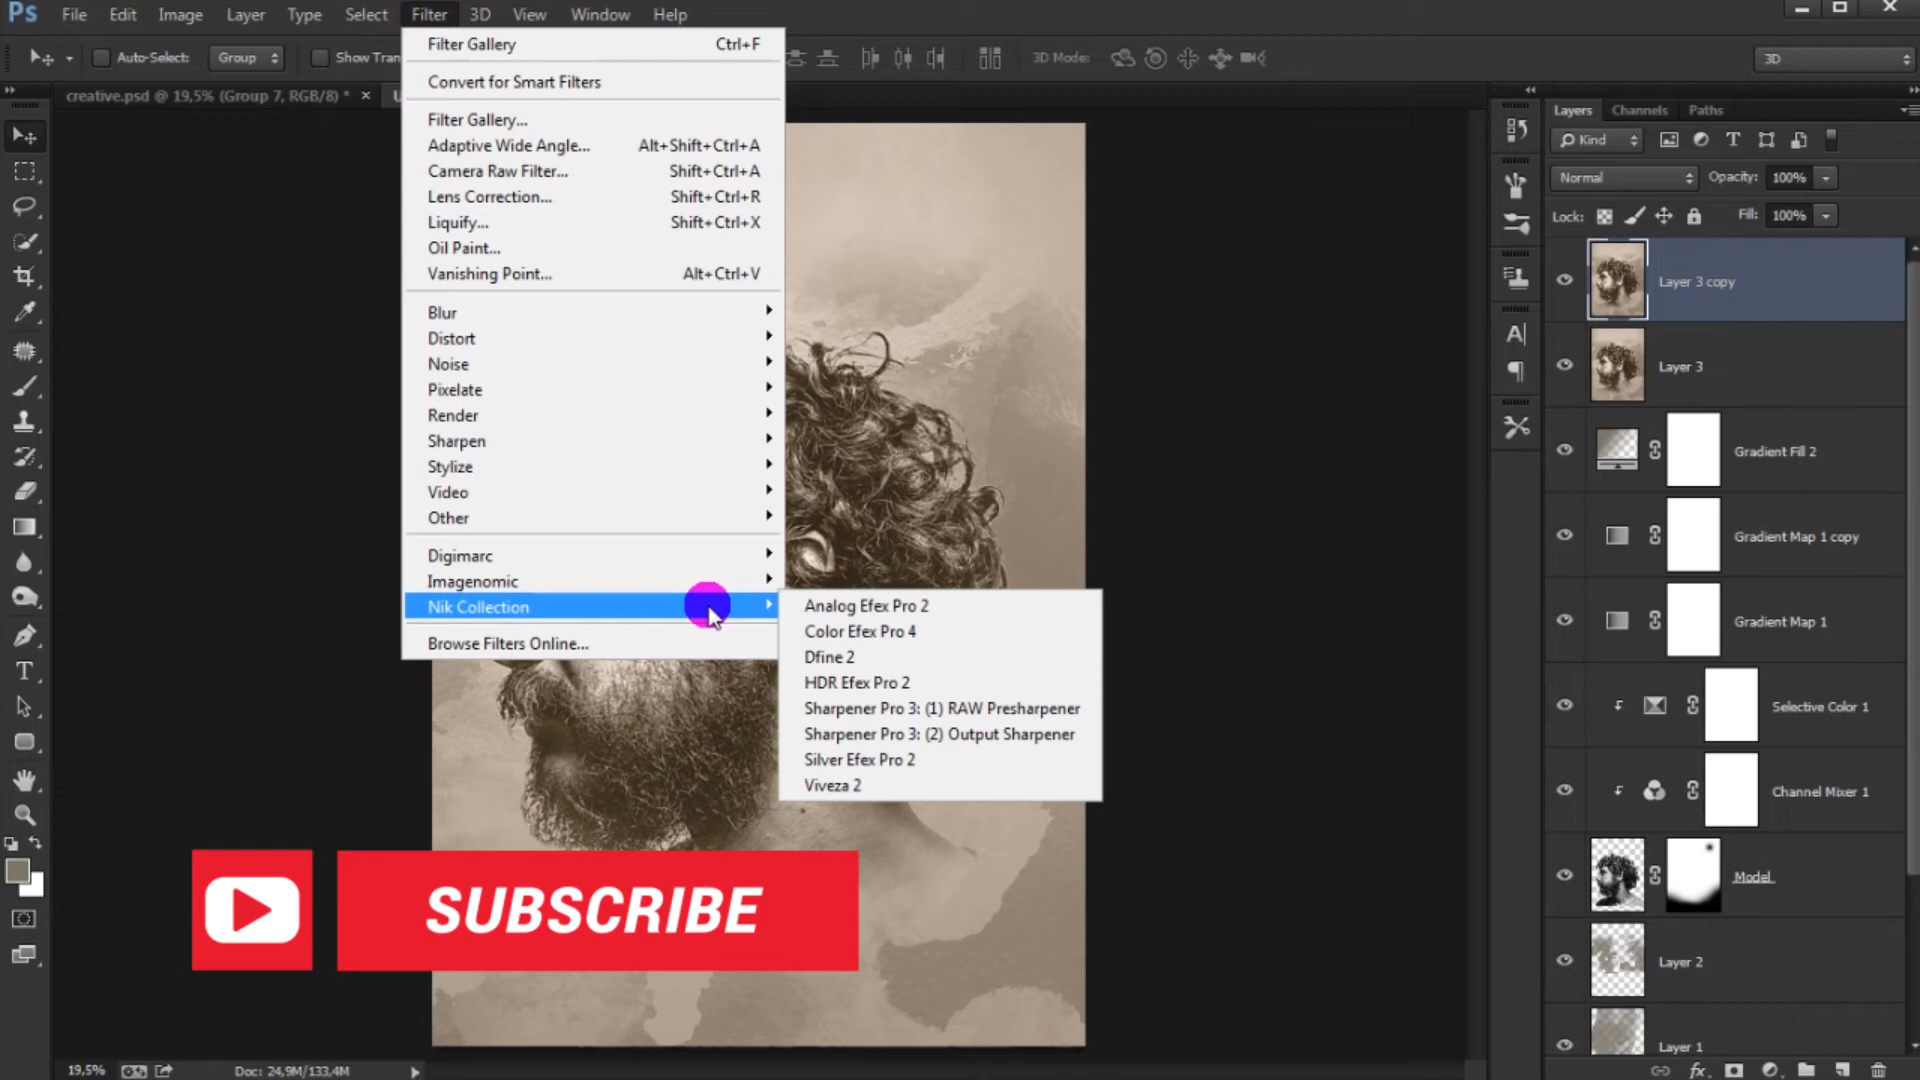 Ps File Edit Image Layer Type Select Filter 3D View Window Help
Auto-Select: Group Show Tran 3D Mode: 3D
creative.psd @ 19,5% (Group 7, RGB/8) * ×
Filter Gallery Ctrl+F
Convert for Smart Filters
Filter Gallery...
Adaptive Wide Angle... Alt+Shift+Ctrl+A
Camera Raw Filter... Shift+Ctrl+A
Lens Correction... Shift+Ctrl+R
Liquify... Shift+Ctrl+X
Oil Paint...
Vanishing Point... Alt+Ctrl+V
Blur
Distort
Noise
Pixelate
Render
Sharpen
Stylize
Video
Other
Digimarc
Imagenomic
Nik Collection
Browse Filters Online...
Analog Efex Pro 2
Color Efex Pro 4
Dfine 2
HDR Efex Pro 2
Sharpener Pro 3: (1) RAW Presharpener
Sharpener Pro 3: (2) Output Sharpener
Silver Efex Pro 2
Viveza 2
SUBSCRIBE
Layers Channels Paths
Kind
Normal Opacity: 100%
Lock: Fill: 100%
Layer 3 copy
Layer 3
Gradient Fill 2
Gradient Map 1 copy
Gradient Map 1
Selective Color 1
Channel Mixer 1
Model
Layer 2
Layer 1
19,5% Doc: 24,9M/133,4M